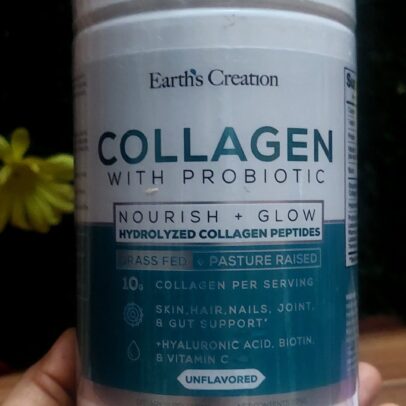 Earth's Creation
COLLAGEN
WITH PROBIOTIC
NOURISH + GLOW
HYDROLYZED COLLAGEN PEPTIDES
GRASS FED + PASTURE RAISED
10g COLLAGEN PER SERVING
SKIN,HAIR,NAILS, JOINT,
& GUT SUPPORT*
+HYALURONIC ACID, BIOTIN,
& VITAMIN C
UNFLAVORED